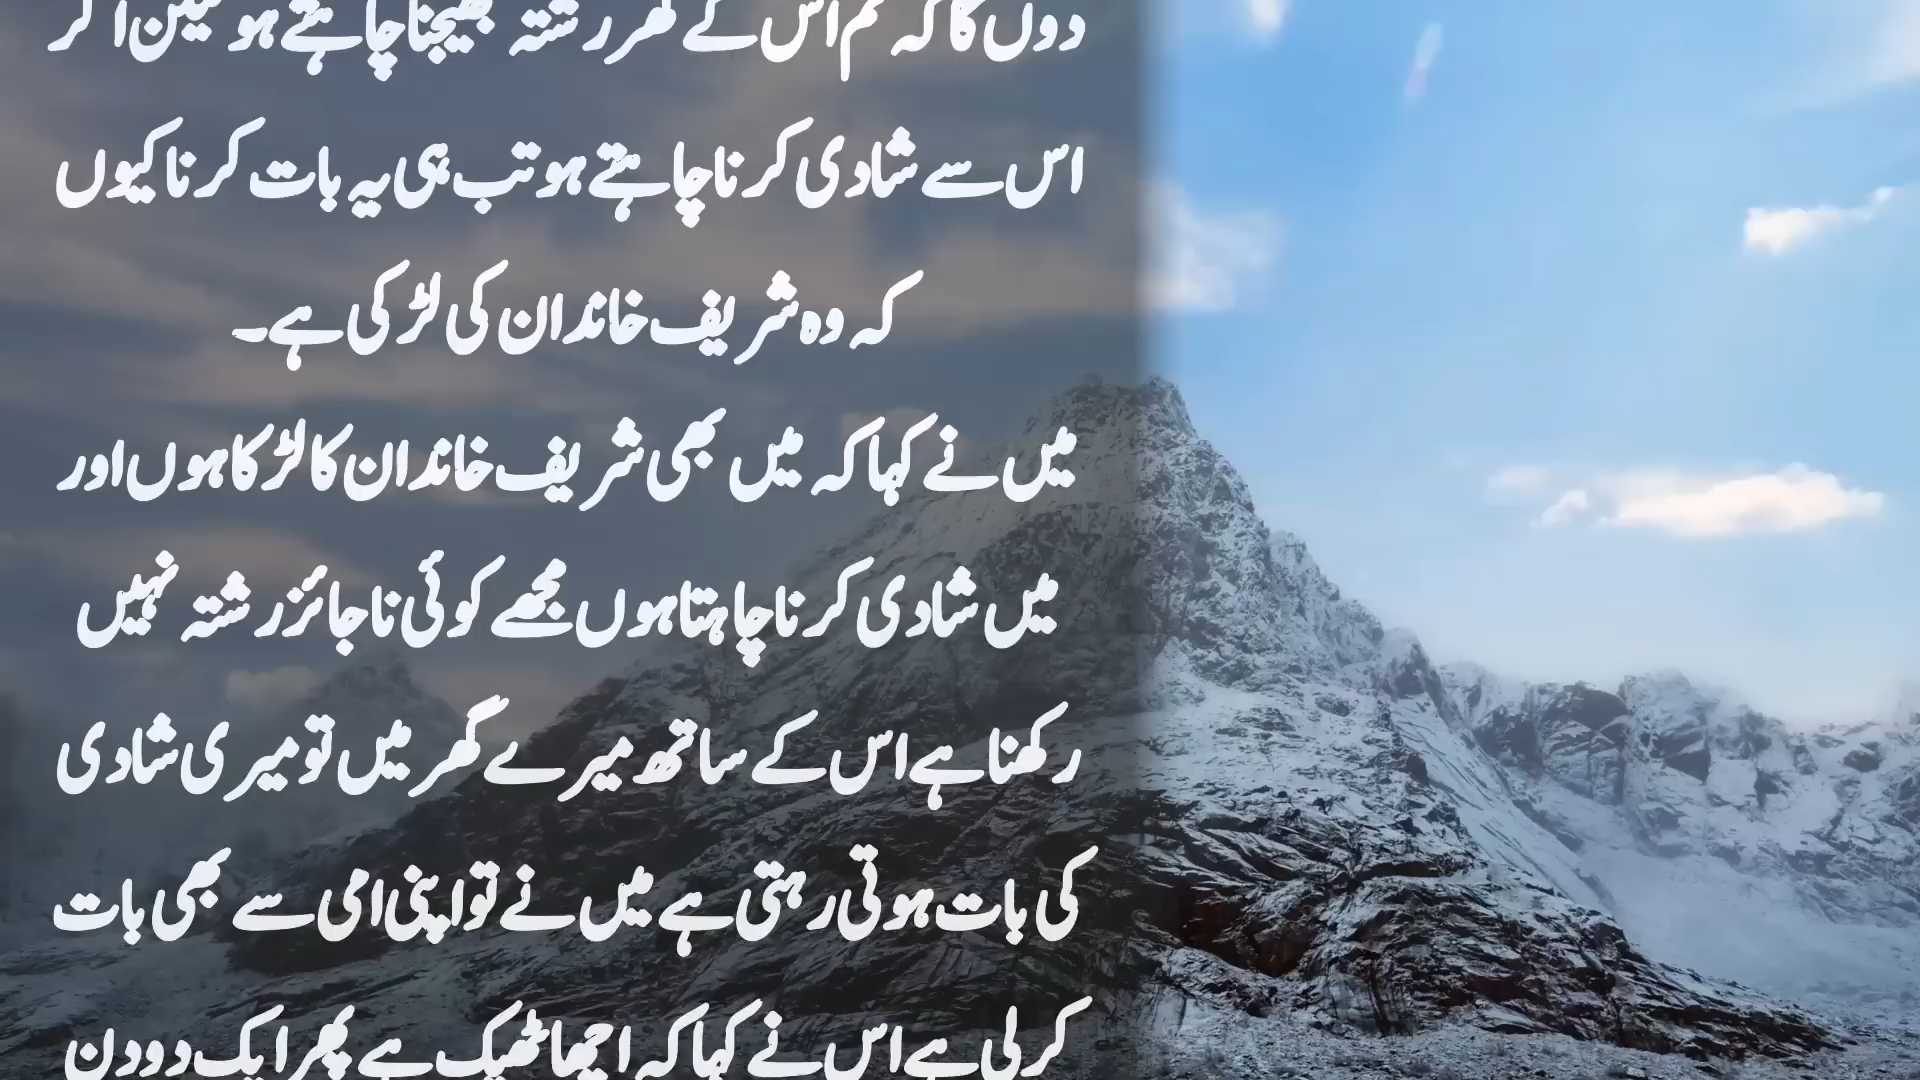 دوں گا کہ تم اس کے گھر رشتہ بھیجنا چاہتے ہو لیکن اگر
اس سے شادی کرنا چاہتے ہو تب ہی یہ بات کرنا کیوں
کہ وہ شریف خاندان کی لڑکی ہے۔
میں نے کہا کہ میں بھی شریف خاندان کا لڑکا ہوں اور
میں شادی کرنا چاہتا ہوں مجھے کوئی ناجائز رشتہ نہیں
رکھنا ہے اس کے ساتھ میرے گھر میں تو میری شادی
کی بات ہوتی رہتی ہے میں نے تو اپنی امی سے بھی بات
کر لی ہے اس نے کہا کہ اچھا ٹھیک ہے پھر ایک دو دن